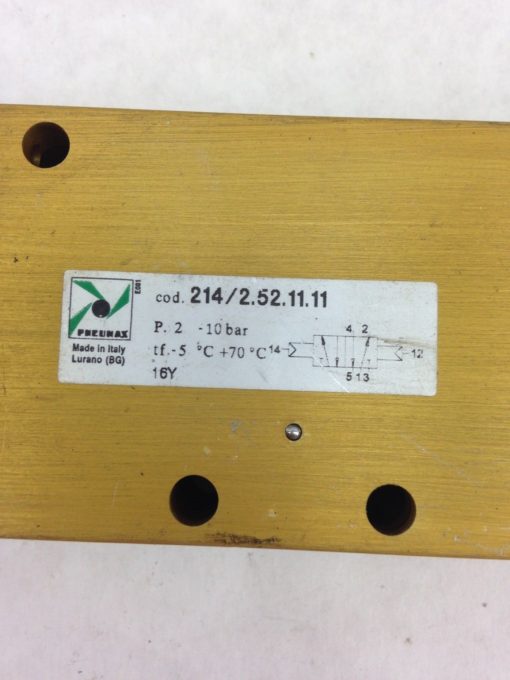 E001
PNEUMAX
Made in Italy
Lurano (BG)
cod. 214/2.52.11.11
P. 2 -10 bar
tf.-5 °C +70 °C
16Y
4 2
14 12
5 1 3